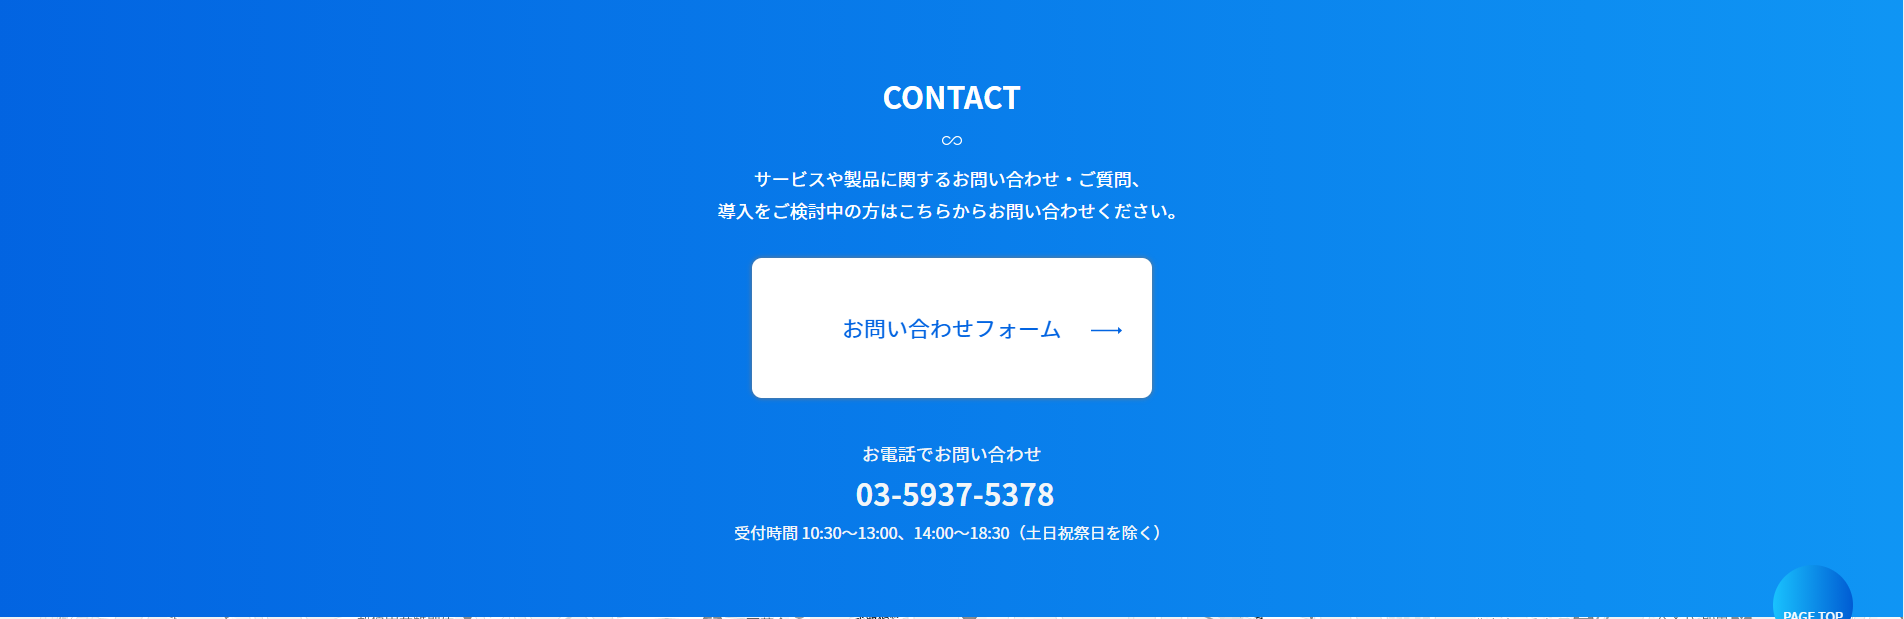 CONTACT
サービスや製品に関するお問い合わせ・ご質問、
導入をご検討中の方はこちらからお問い合わせください。
お問い合わせフォーム
お電話でお問い合わせ
03-5937-5378
受付時間 10:30〜13:00、14:00〜18:30（土日祝祭日を除く）
PAGE TOP